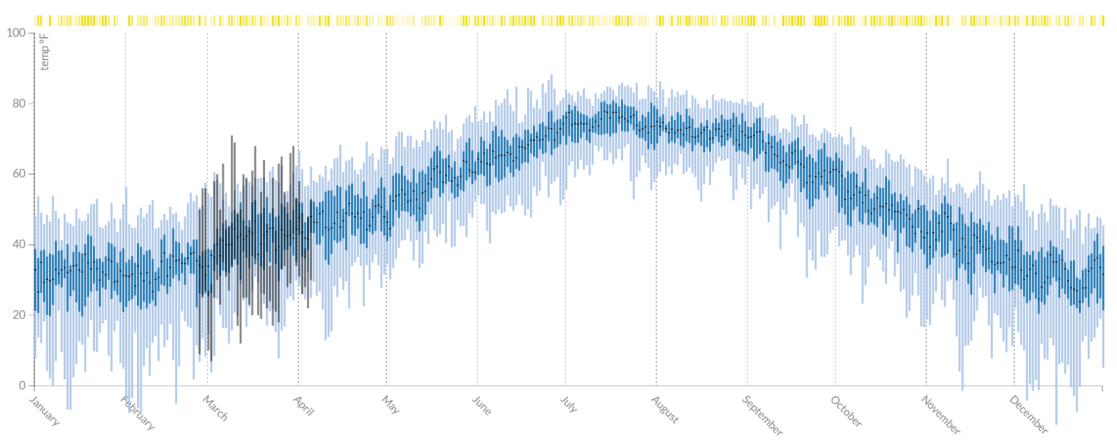 100
temp °F
80
60
40
20
0
January
February
March
April
May
June
July
August
September
October
November
December